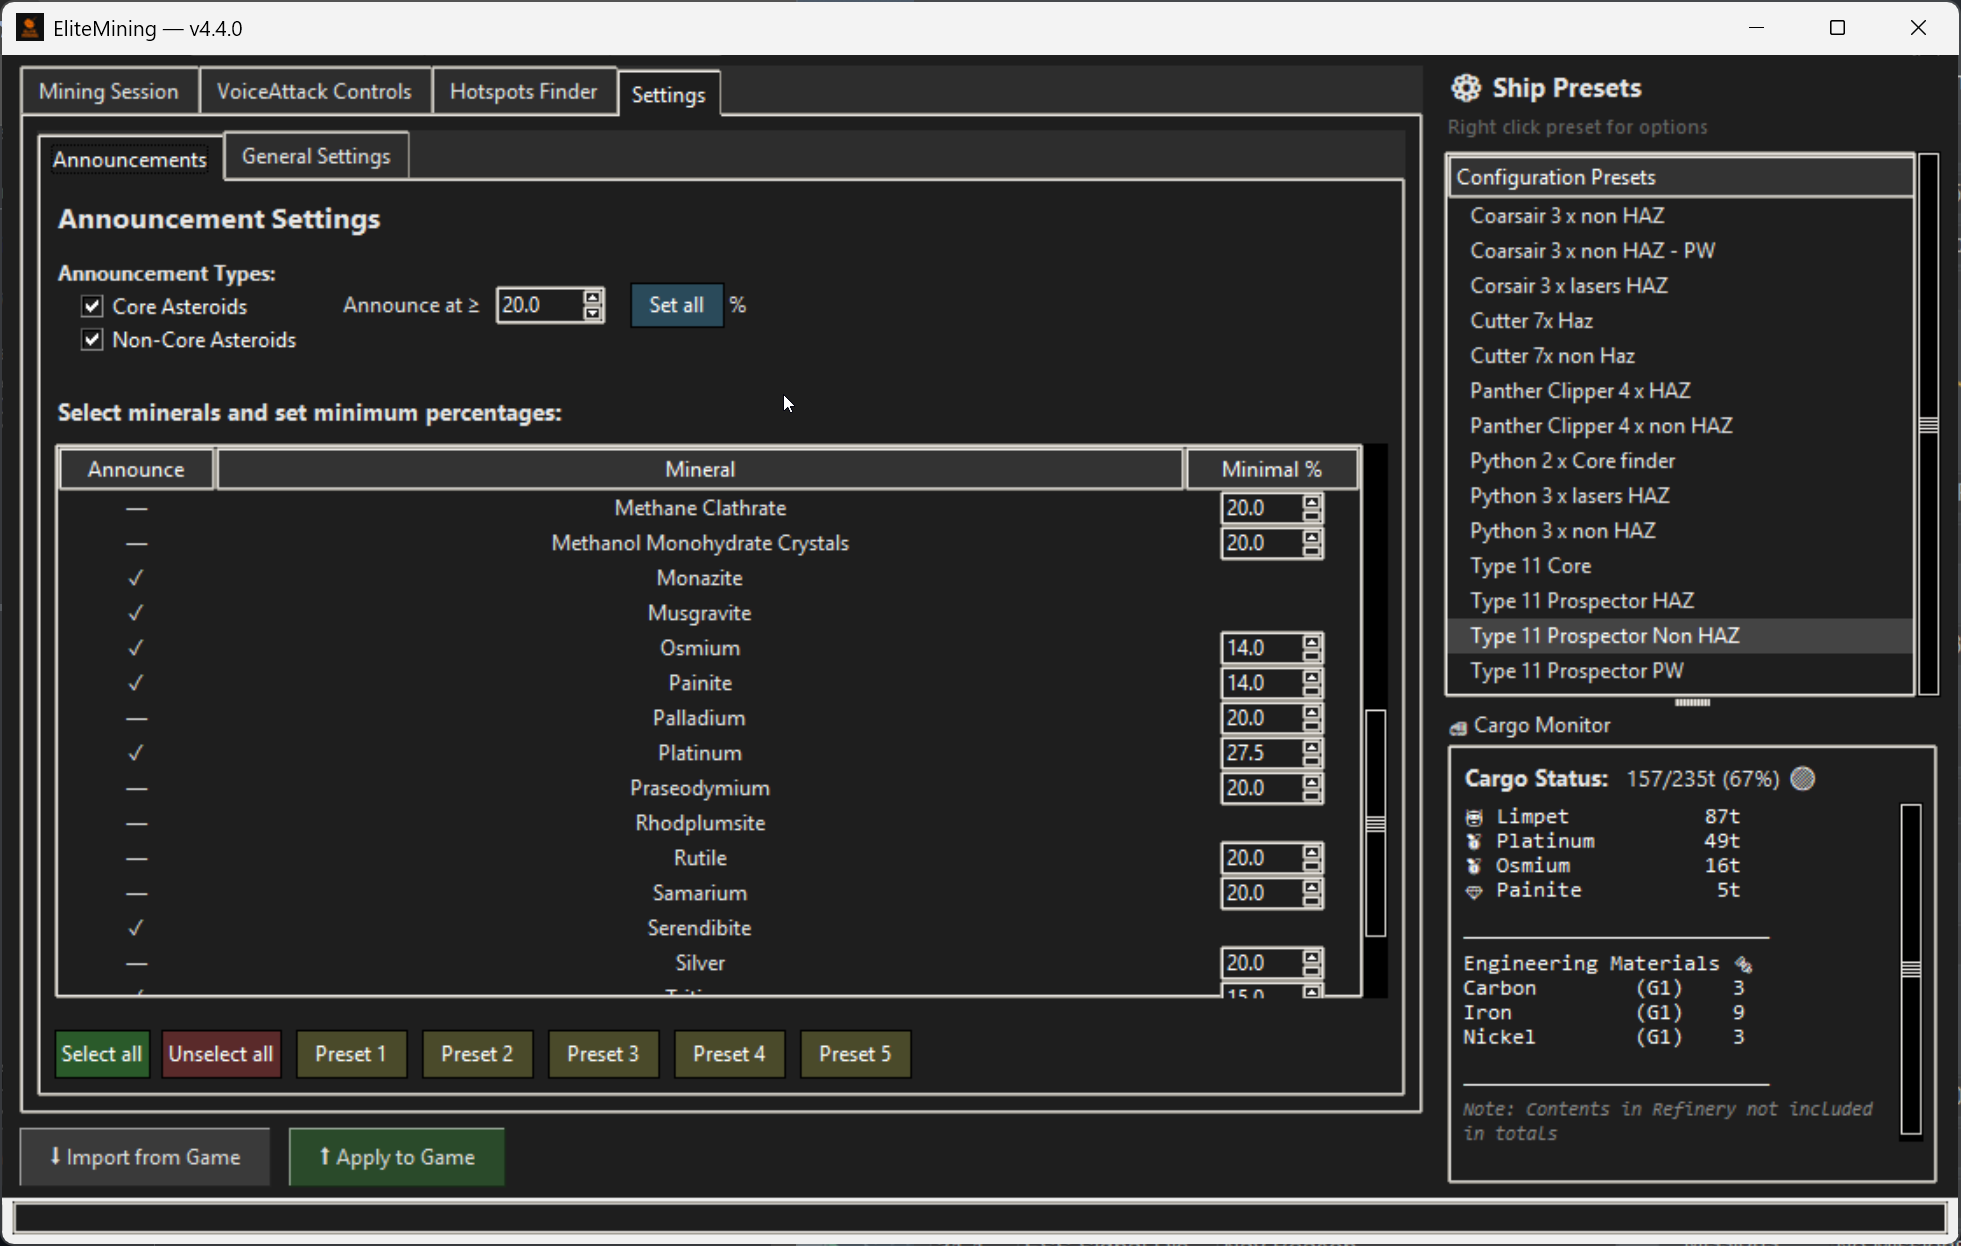 EliteMining — v4.4.0
Mining Session
VoiceAttack Controls
Hotspots Finder
Settings
Announcements
General Settings
Announcement Settings
Announcement Types:
Core Asteroids
Announce at ≥ 20.0 Set all %
Non-Core Asteroids
Select minerals and set minimum percentages:
Announce Mineral Minimal %
— Methane Clathrate 20.0
— Methanol Monohydrate Crystals 20.0
✓ Monazite
✓ Musgravite
✓ Osmium 14.0
✓ Painite 14.0
— Palladium 20.0
✓ Platinum 27.5
— Praseodymium 20.0
— Rhodplumsite
— Rutile 20.0
— Samarium 20.0
✓ Serendibite
— Silver 20.0
15.0
Select all
Unselect all
Preset 1
Preset 2
Preset 3
Preset 4
Preset 5
Import from Game
Apply to Game
Ship Presets
Right click preset for options
Configuration Presets
Coarsair 3 x non HAZ
Coarsair 3 x non HAZ - PW
Corsair 3 x lasers HAZ
Cutter 7x Haz
Cutter 7x non Haz
Panther Clipper 4 x HAZ
Panther Clipper 4 x non HAZ
Python 2 x Core finder
Python 3 x lasers HAZ
Python 3 x non HAZ
Type 11 Core
Type 11 Prospector HAZ
Type 11 Prospector Non HAZ
Type 11 Prospector PW
Cargo Monitor
Cargo Status: 157/235t (67%)
Limpet 87t
Platinum 49t
Osmium 16t
Painite 5t
Engineering Materials
Carbon (G1) 3
Iron (G1) 9
Nickel (G1) 3
Note: Contents in Refinery not included
in totals